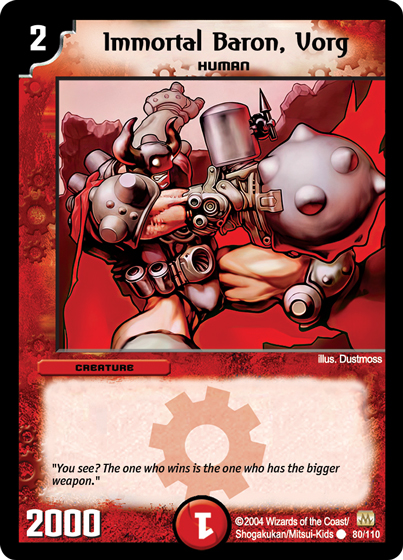 2
Immortal Baron, Vorg
HUMAN
illus. Dustmoss
CREATURE
"You see? The one who wins is the one who has the bigger
weapon."
2000
1
©2004 Wizards of the Coast/
Shogakukan/Mitsui-Kids 80/110